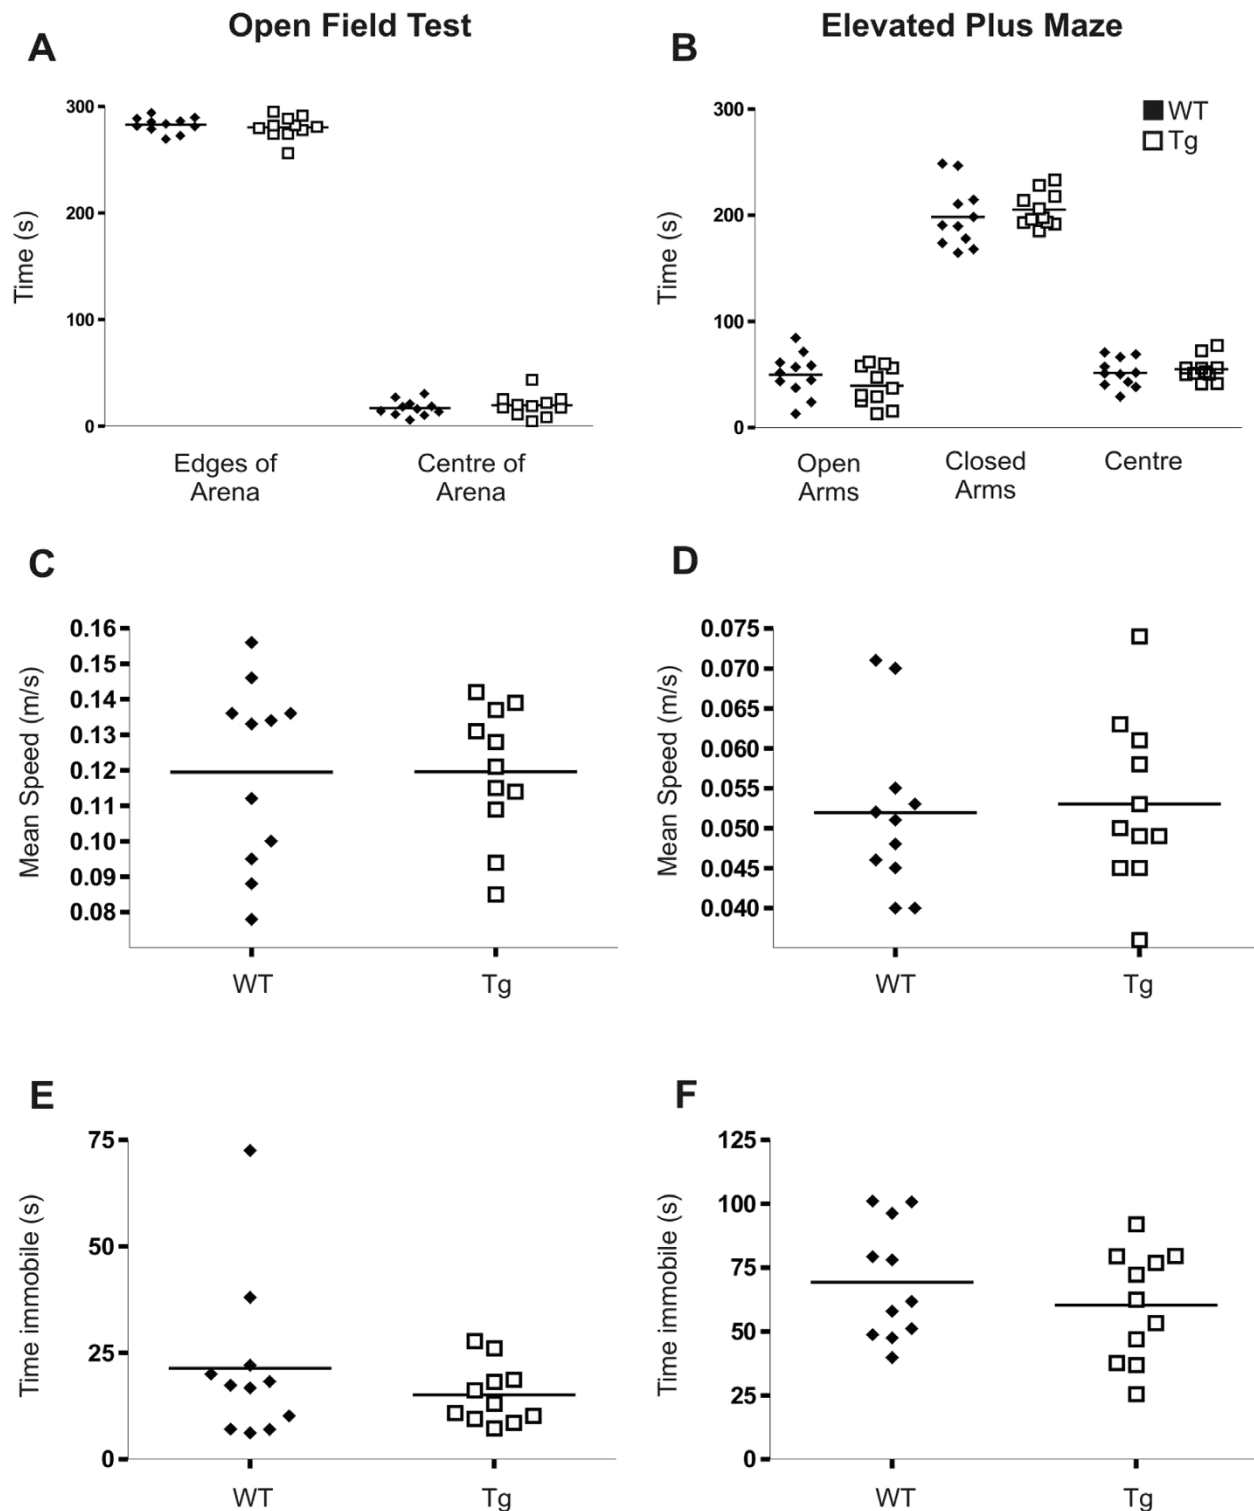 Open Field Test
Elevated Plus Maze
A
B
300
200
100
0
Time (s)
Edges of
Arena
Centre of
Arena
300
200
100
0
Time (s)
WT
Tg
Open
Arms
Closed
Arms
Centre
C
D
0.16
0.15
0.14
0.13
0.12
0.11
0.10
0.09
0.08
Mean Speed (m/s)
WT
Tg
0.075
0.070
0.065
0.060
0.055
0.050
0.045
0.040
Mean Speed (m/s)
WT
Tg
E
F
75
50
25
0
Time immobile (s)
WT
Tg
125
100
75
50
25
0
Time immobile (s)
WT
Tg